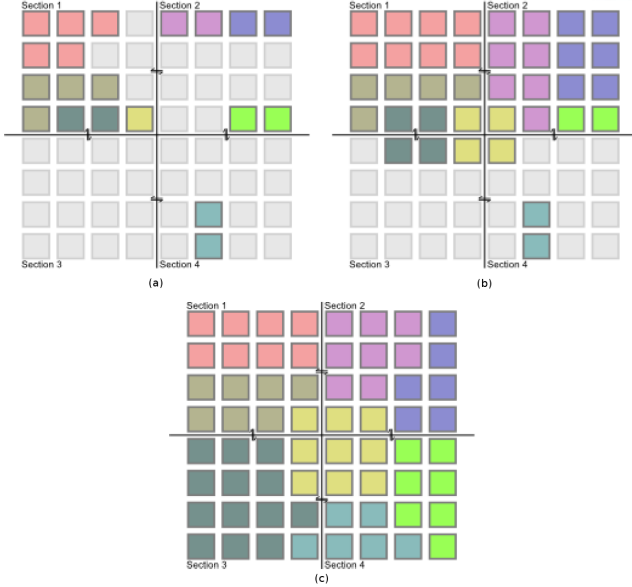 Section 1
Section 2
Section 3
Section 4
(a)
Section 1
Section 2
Section 3
Section 4
(b)
Section 1
Section 2
Section 3
Section 4
(c)